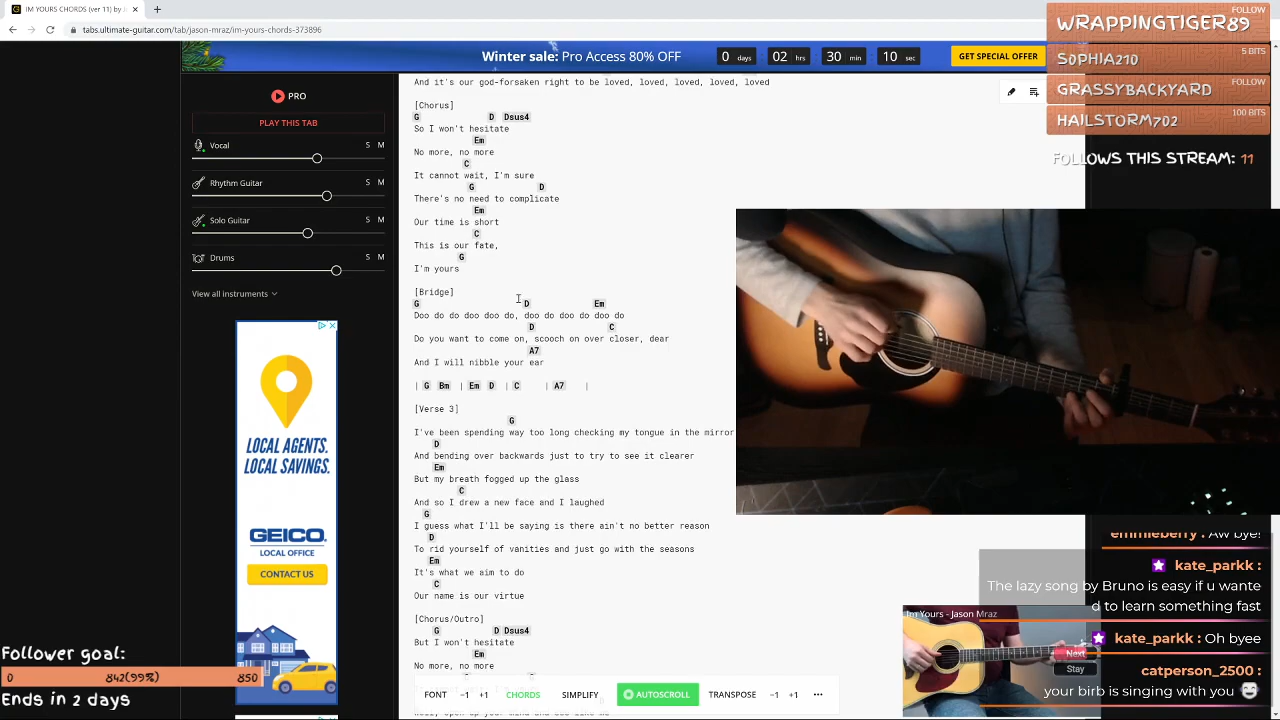 IM YOURS CHORDS (ver 11) by J
tabs.ultimate-guitar.com/tab/jason-mraz/im-yours-chords-373896
Winter sale: Pro Access 80% OFF
0 days 02 hrs 30 min 10 sec
GET SPECIAL OFFER
PRO
PLAY THIS TAB
Vocal S M
Rhythm Guitar S M
Solo Guitar S M
Drums S M
View all instruments
LOCAL AGENTS.
LOCAL SAVINGS.
GEICO
LOCAL OFFICE
CONTACT US
Follower goal:
0 842(99%) 850
Ends in 2 days
And it's our god-forsaken right to be loved, loved, loved, loved, loved
[Chorus]
G D Dsus4
So I won't hesitate
Em
No more, no more
C
It cannot wait, I'm sure
G D
There's no need to complicate
Em
Our time is short
C
This is our fate,
G
I'm yours
[Bridge]
G D Em
Doo do do doo doo do, doo do doo do doo do
D C
Do you want to come on, scooch on over closer, dear
A7
And I will nibble your ear
| G Bm | Em D | C | A7 |
[Verse 3]
G
I've been spending way too long checking my tongue in the mirror
D
And bending over backwards just to try to see it clearer
Em
But my breath fogged up the glass
C
And so I drew a new face and I laughed
G
I guess what I'll be saying is there ain't no better reason
D
To rid yourself of vanities and just go with the seasons
Em
It's what we aim to do
C
Our name is our virtue
[Chorus/Outro]
G D Dsus4
But I won't hesitate
Em
No more, no more
FONT −1 +1 CHORDS SIMPLIFY AUTOSCROLL TRANSPOSE −1 +1
FOLLOW
WRAPPINGTIGER89
5 BITS
SOPHIA210
FOLLOW
GRASSYBACKYARD
100 BITS
HAILSTORM702
FOLLOWS THIS STREAM: 11
emmieberry : Aw bye!
kate_parkk :
The lazy song by Bruno is easy if u wante
d to learn something fast
kate_parkk : Oh byee
catperson_2500 :
your birb is singing with you
Im Yours - Jason Mraz
Next
Stay